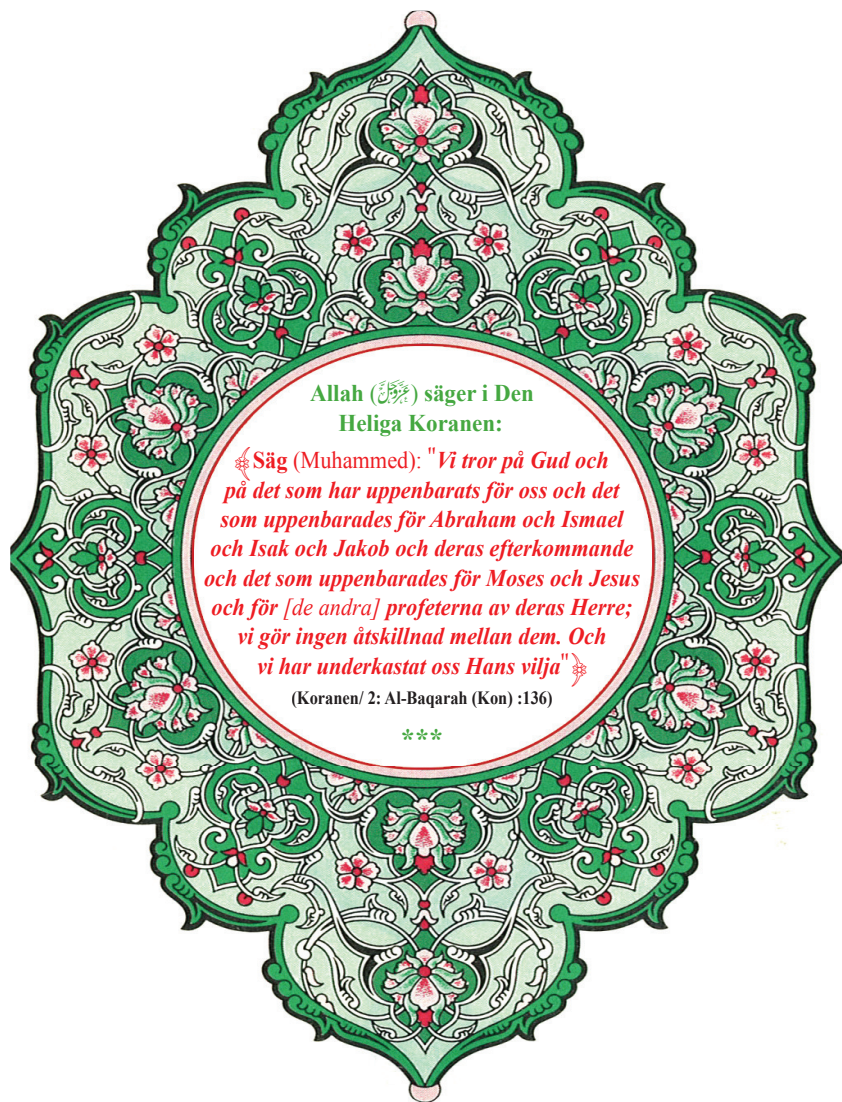 Allah (عَزَّوَجَلَّ) säger i Den
Heliga Koranen:
﴿Säg (Muhammed): "Vi tror på Gud och
på det som har uppenbarats för oss och det
som uppenbarades för Abraham och Ismael
och Isak och Jakob och deras efterkommande
och det som uppenbarades för Moses och Jesus
och för [de andra] profeterna av deras Herre;
vi gör ingen åtskillnad mellan dem. Och
vi har underkastat oss Hans vilja"﴾
(Koranen/ 2: Al-Baqarah (Kon) :136)
***